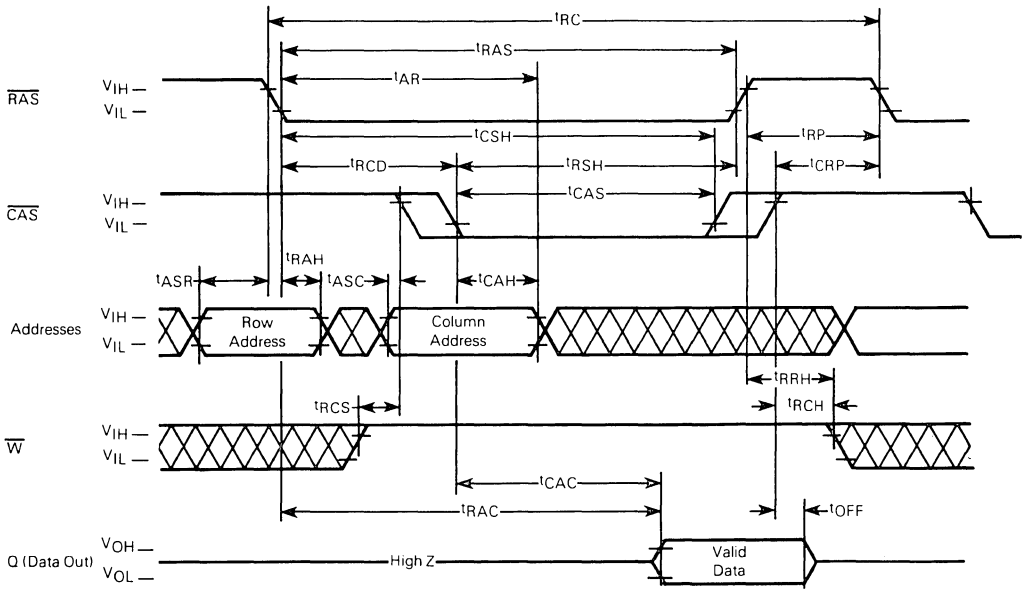 tRC
tRAS
tAR
RAS
VIH
VIL
tCSH
tRP
tRCD
tRSH
tCRP
tCAS
CAS
VIH
VIL
tASR
tRAH
tASC
tCAH
Addresses
VIH
VIL
Row Address
Column Address
tRRH
tRCS
tRCH
W
VIH
VIL
tCAC
tRAC
tOFF
Q (Data Out)
VOH
VOL
High Z
Valid Data